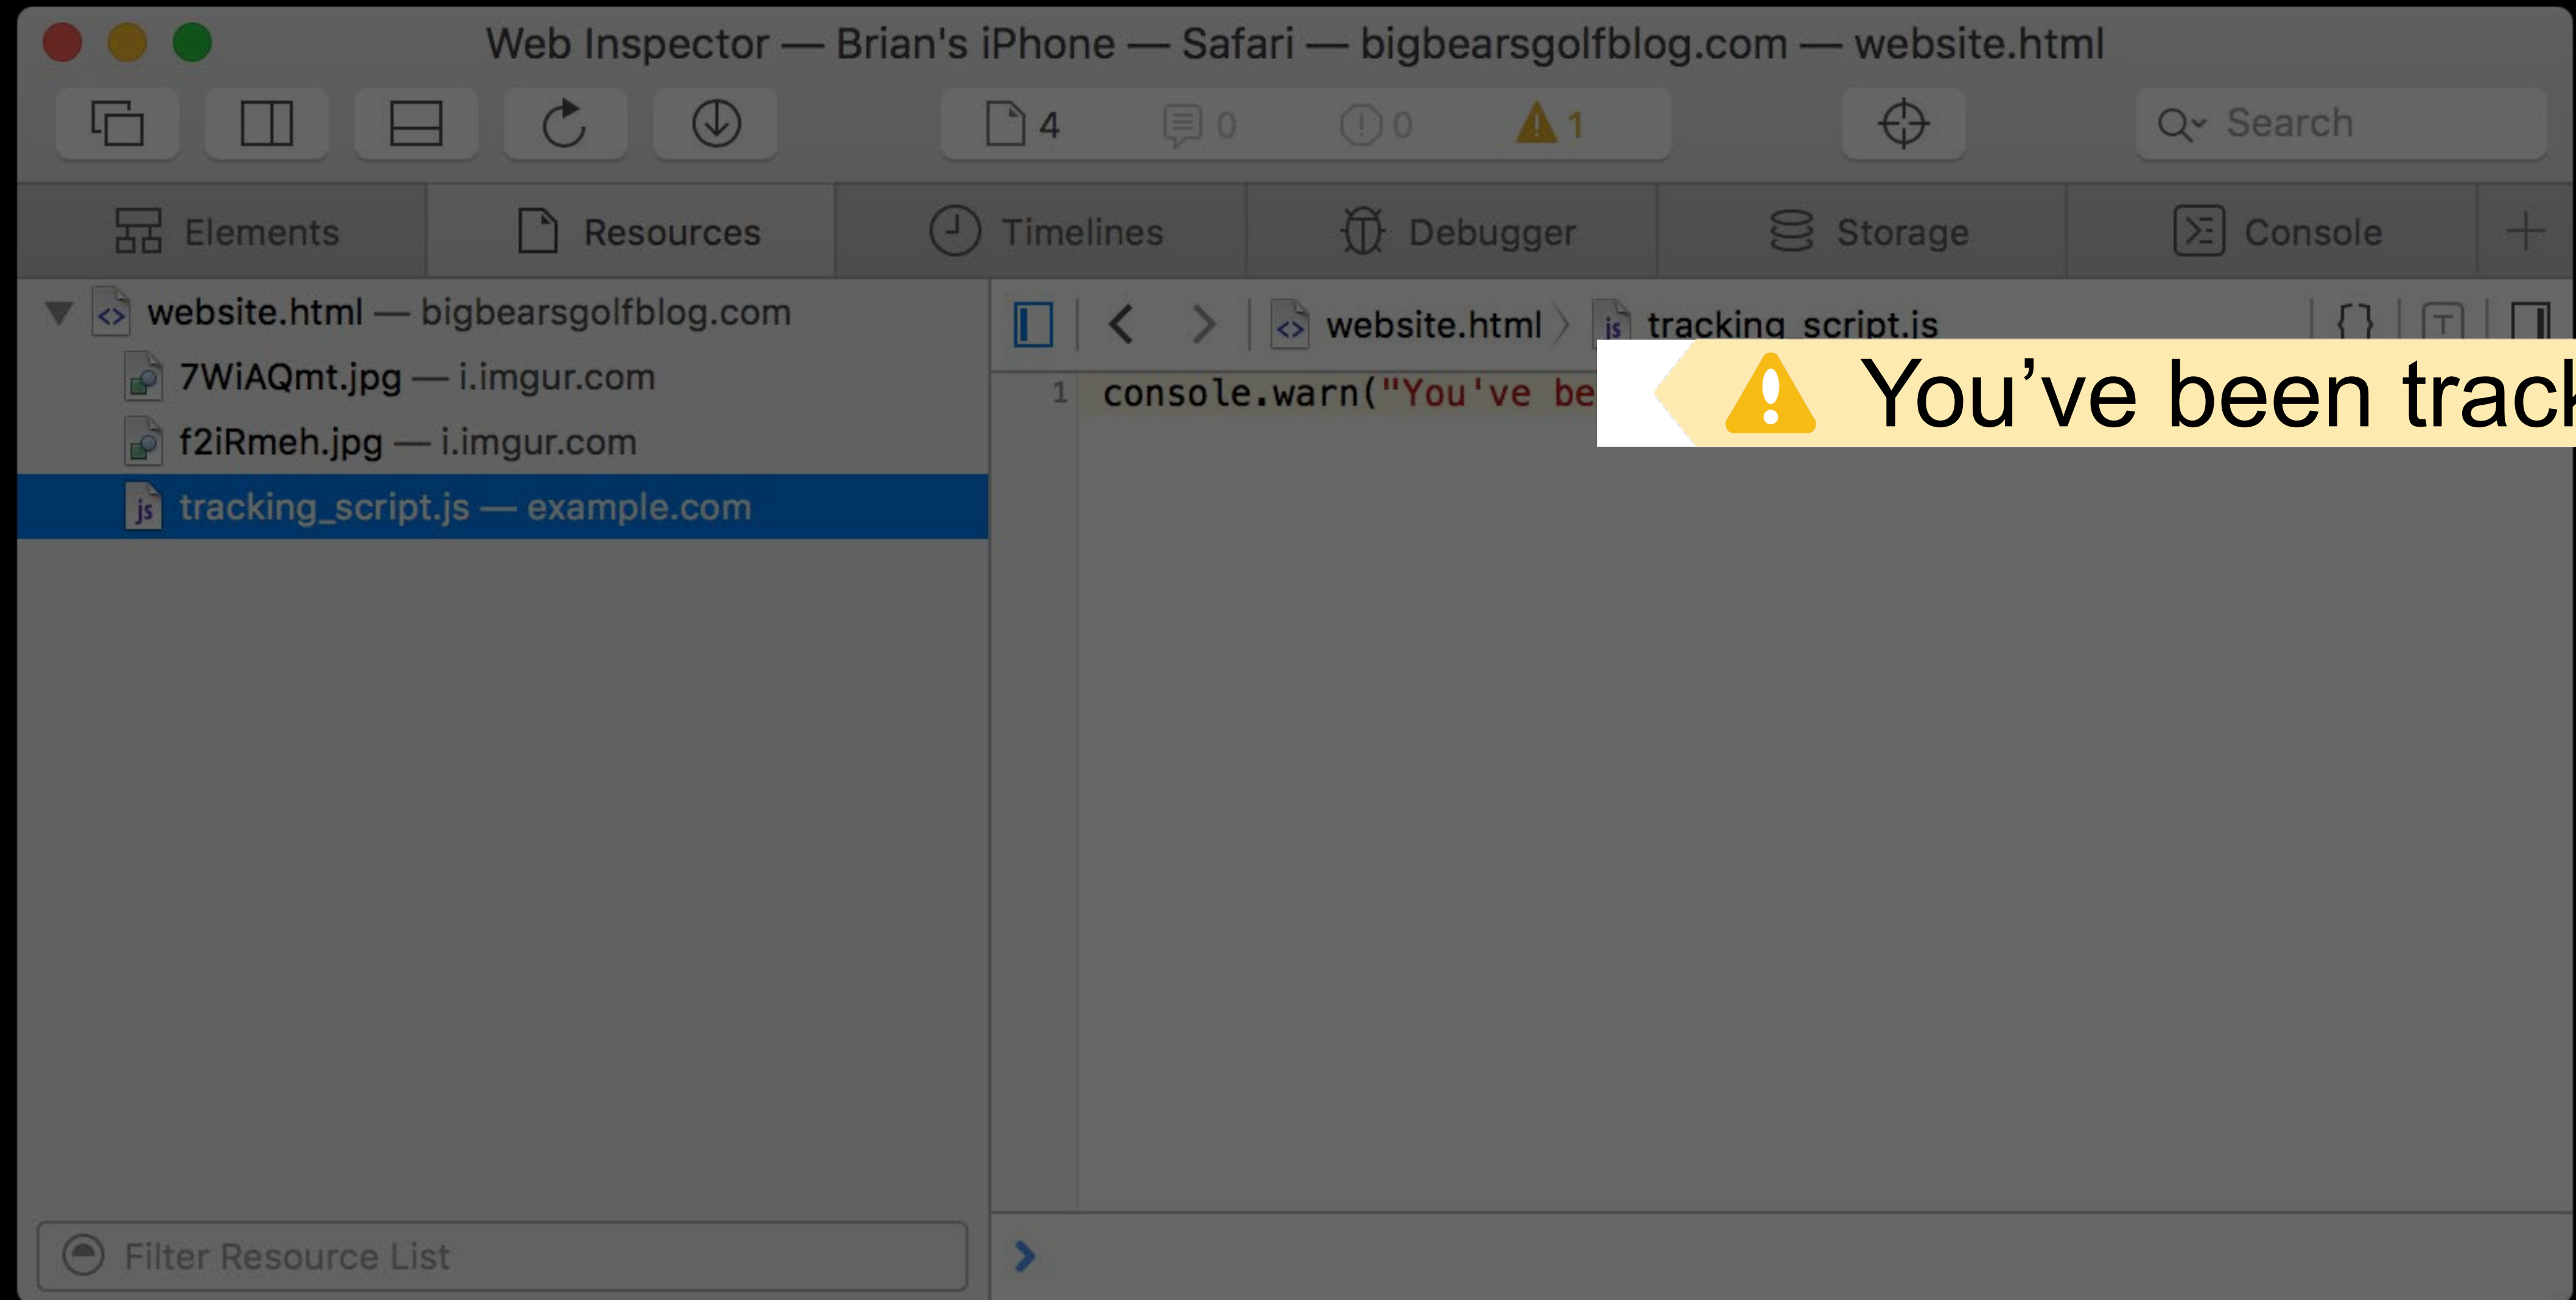 Web Inspector — Brian's iPhone — Safari — bigbearsgolfblog.com — website.html
4 0 0 1 Search
Elements Resources Timelines Debugger Storage Console
website.html — bigbearsgolfblog.com
7WiAQmt.jpg — i.imgur.com
f2iRmeh.jpg — i.imgur.com
tracking_script.js — example.com
Filter Resource List
website.html tracking_script.js {} T
1 console.warn("You've be
You’ve been track